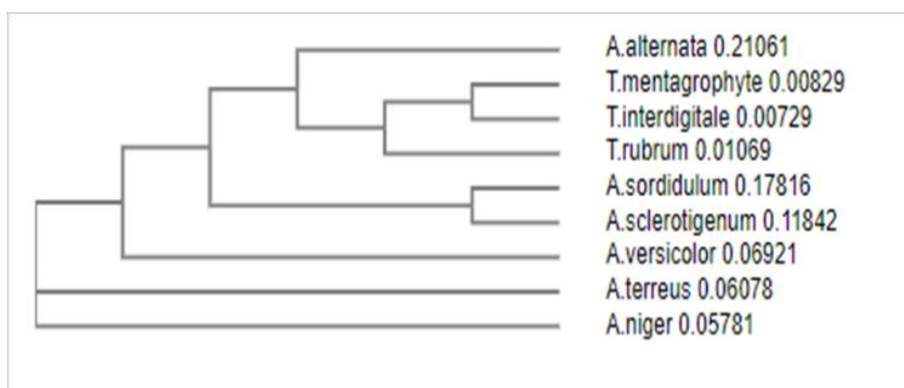 A.alternata 0.21061
T.mentagrophyte 0.00829
T.interdigitale 0.00729
T.rubrum 0.01069
A.sordidulum 0.17816
A.sclerotigenum 0.11842
A.versicolor 0.06921
A.terreus 0.06078
A.niger 0.05781